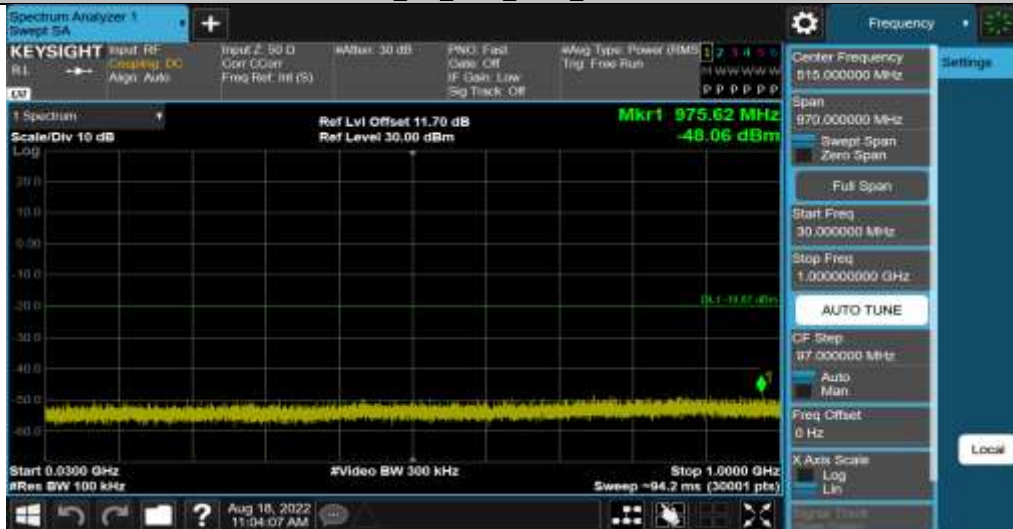 Spectrum Analyzer 1
Swept SA
+
Frequency
KEYSIGHT
RL
Input: RF
Coupling: DC
Align: Auto
Input Z: 50 Ω
Corr CCorr
Freq Ref: Int (S)
#Atten: 30 dB
PNO: Fast
Gate: Off
IF Gain: Low
Sig Track: Off
#Avg Type: Power (RMS
Trig: Free Run
1 2 3 4 5 6
M W W W W W
P P P P P P
LXI
1 Spectrum
Scale/Div 10 dB
Log
Ref Lvl Offset 11.70 dB
Ref Level 30.00 dBm
Mkr1 975.62 MHz
-48.06 dBm
20.0
10.0
0.00
-10.0
-20.0
-30.0
-40.0
-50.0
-60.0
1
Start 0.0300 GHz
#Res BW 100 kHz
#Video BW 300 kHz
Stop 1.0000 GHz
Sweep ~94.2 ms (30001 pts)
Center Frequency
515.000000 MHz
Settings
Span
970.000000 MHz
Swept Span
Zero Span
Full Span
Start Freq
30.000000 MHz
Stop Freq
1.000000000 GHz
AUTO TUNE
CF Step
97.000000 MHz
Auto
Man
Freq Offset
0 Hz
X Axis Scale
Log
Lin
Signal Track
Local
?
Aug 18, 2022
11:04:07 AM